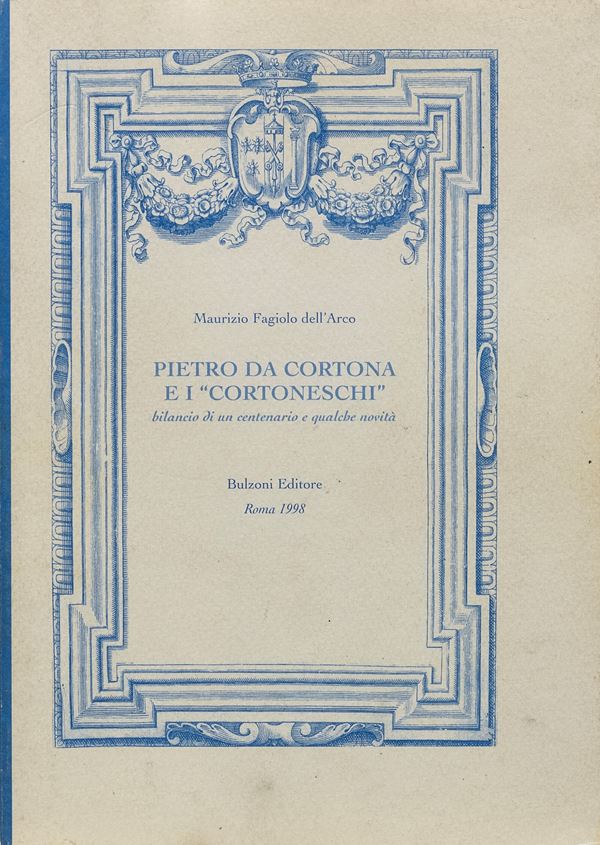 Maurizio Fagiolo dell'Arco
PIETRO DA CORTONA
E I "CORTONESCHI"
bilancio di un centenario e qualche novità
Bulzoni Editore
Roma 1998